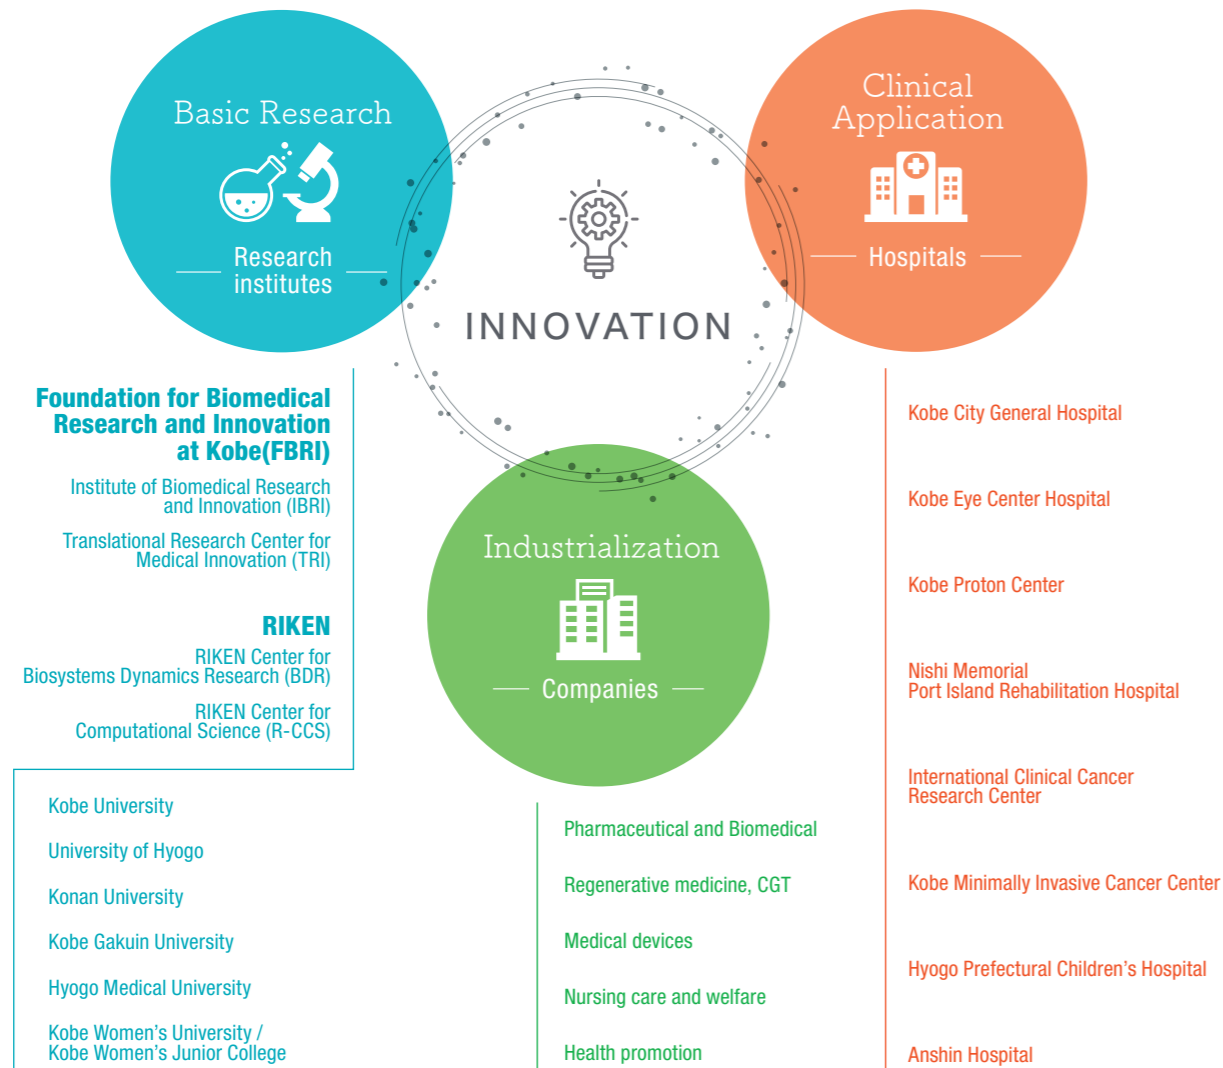 Basic Research
Research
institutes
Clinical
Application
Hospitals
INNOVATION
Industrialization
Companies
Foundation for Biomedical
Research and Innovation
at Kobe(FBRI)
Institute of Biomedical Research
and Innovation (IBRI)
Translational Research Center for
Medical Innovation (TRI)
RIKEN
RIKEN Center for
Biosystems Dynamics Research (BDR)
RIKEN Center for
Computational Science (R-CCS)
Kobe University
University of Hyogo
Konan University
Kobe Gakuin University
Hyogo Medical University
Kobe Women's University /
Kobe Women's Junior College
Pharmaceutical and Biomedical
Regenerative medicine, CGT
Medical devices
Nursing care and welfare
Health promotion
Kobe City General Hospital
Kobe Eye Center Hospital
Kobe Proton Center
Nishi Memorial
Port Island Rehabilitation Hospital
International Clinical Cancer
Research Center
Kobe Minimally Invasive Cancer Center
Hyogo Prefectural Children's Hospital
Anshin Hospital